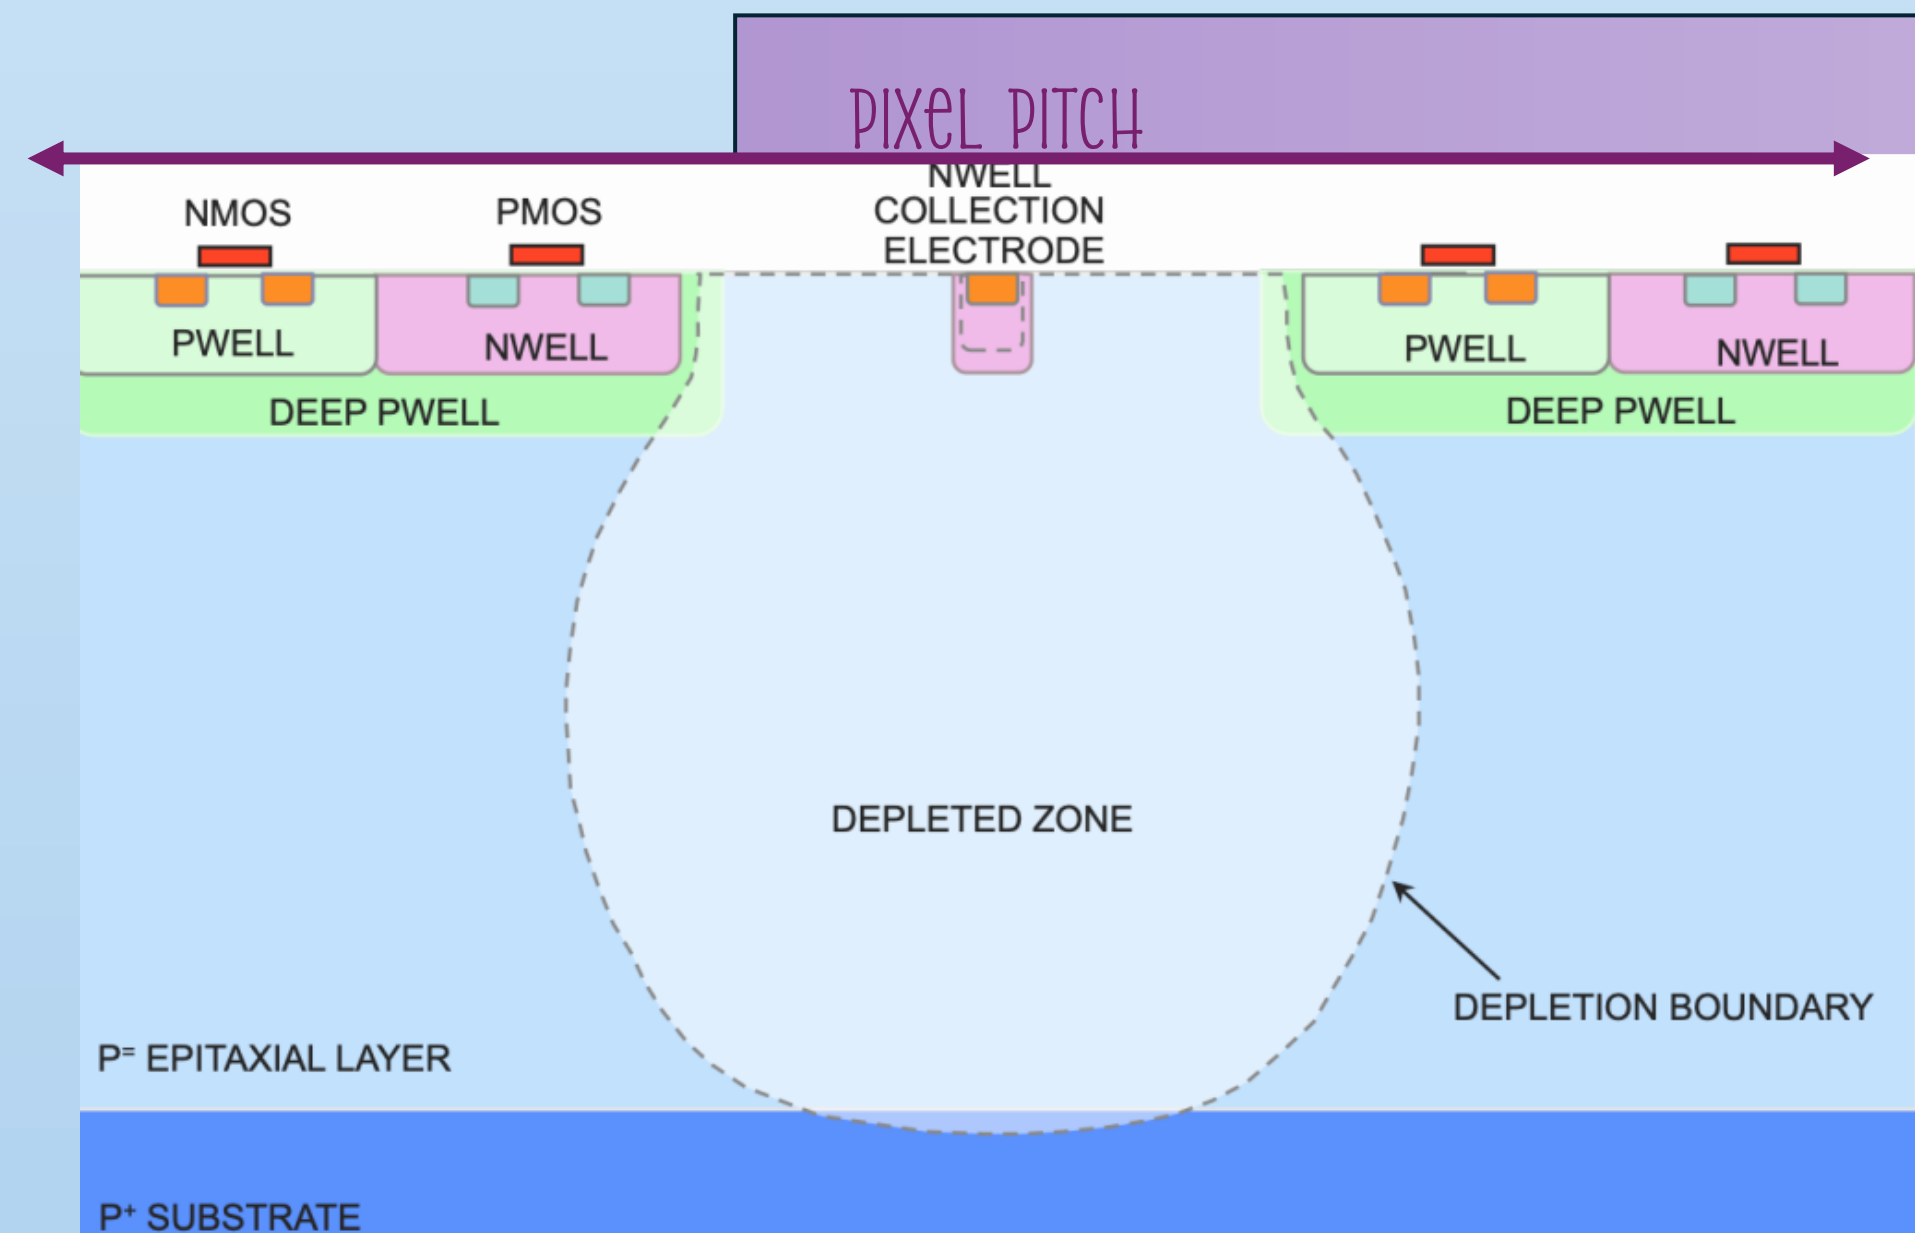 PIXEL PITCH
NWELL
COLLECTION
ELECTRODE
NMOS
PMOS
PWELL
NWELL
PWELL
NWELL
DEEP PWELL
DEEP PWELL
DEPLETED ZONE
DEPLETION BOUNDARY
P= EPITAXIAL LAYER
P+ SUBSTRATE